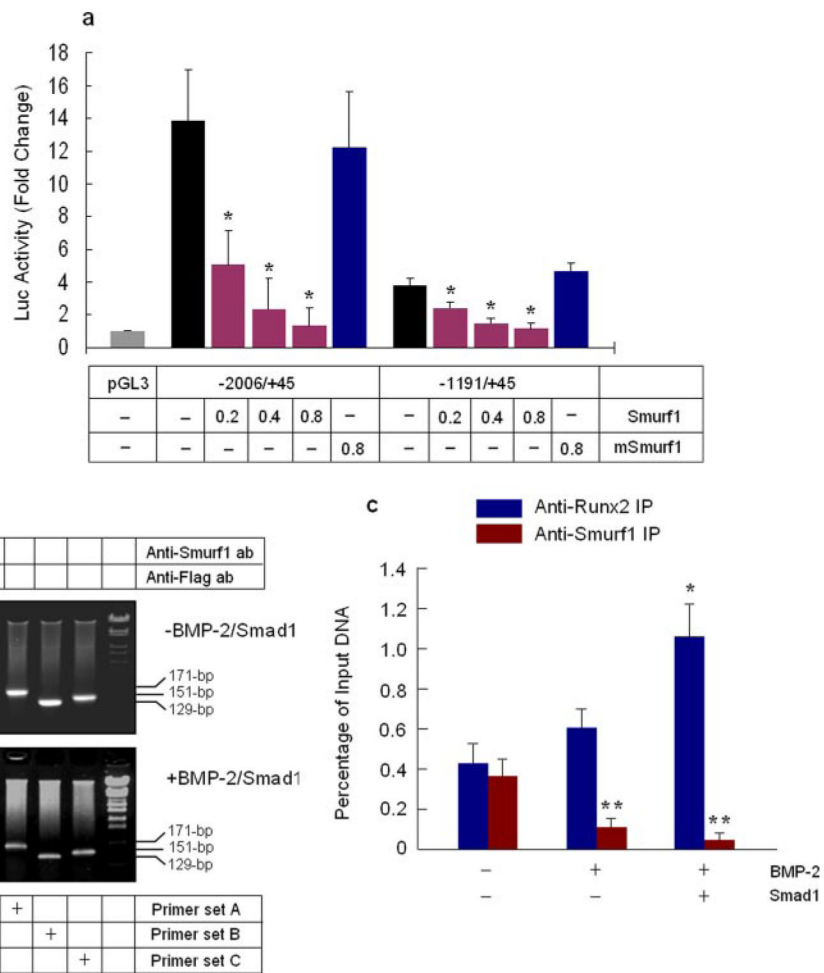 a
Luc Activity (Fold Change)
18
16
14
12
10
8
6
4
2
0
* * * * * *
pGL3 -2006/+45 -1191/+45
– – 0.2 0.4 0.8 – – 0.2 0.4 0.8 – Smurf1
– – – – – 0.8 – – – – 0.8 mSmurf1
Anti-Smurf1 ab
Anti-Flag ab
-BMP-2/Smad1
171-bp
151-bp
129-bp
+BMP-2/Smad1
171-bp
151-bp
129-bp
+ Primer set A
+ Primer set B
+ Primer set C
c
Anti-Runx2 IP
Anti-Smurf1 IP
Percentage of Input DNA
1.4
1.2
1.0
0.6
0.4
0.2
0
** * **
– + + BMP-2
– – + Smad1